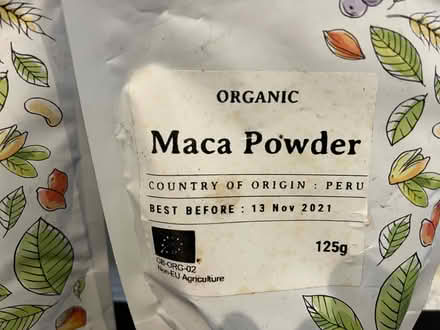 ORGANIC
Maca Powder
COUNTRY OF ORIGIN : PERU
BEST BEFORE : 13 Nov 2021
125g
GB-ORG-02
Non-EU Agriculture